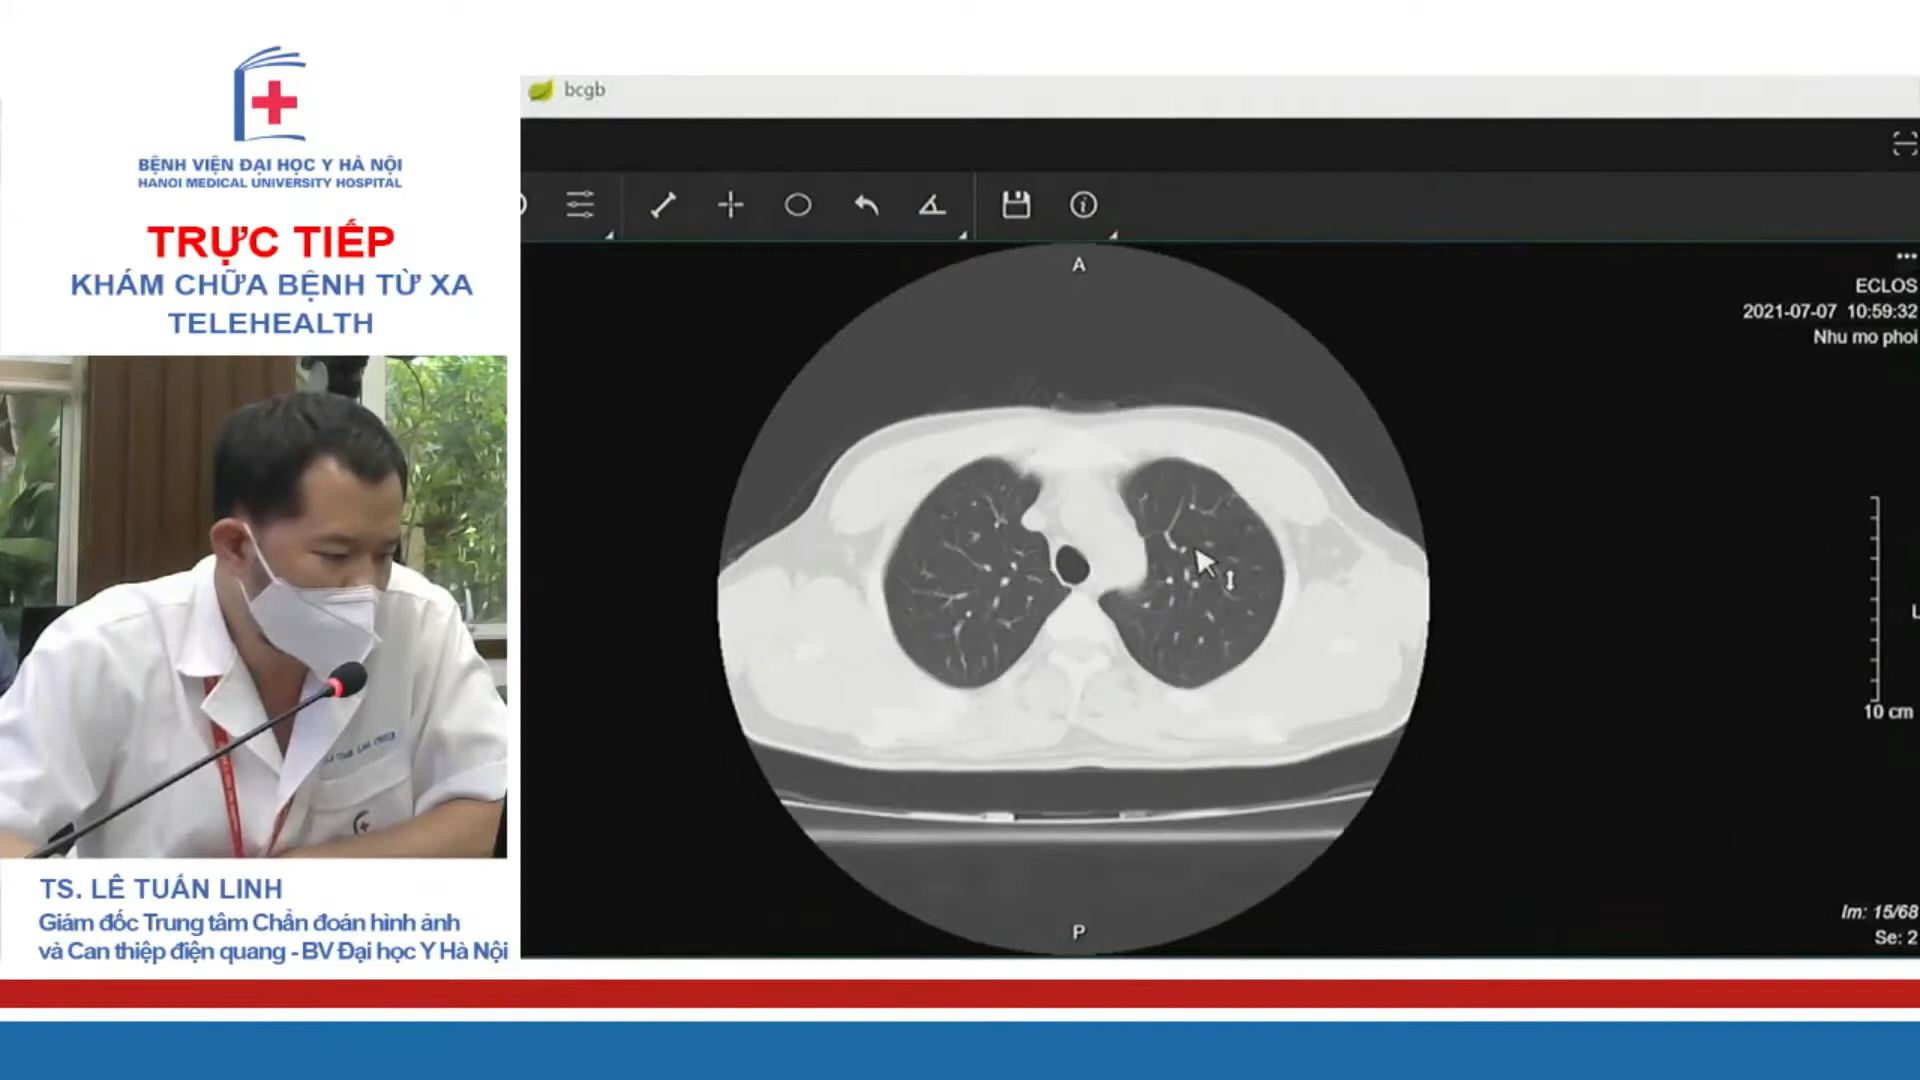 BỆNH VIỆN ĐẠI HỌC Y HÀ NỘI
HANOI MEDICAL UNIVERSITY HOSPITAL
TRỰC TIẾP
KHÁM CHỮA BỆNH TỪ XA
TELEHEALTH
TS. LÊ TUẤN LINH
Giám đốc Trung tâm Chẩn đoán hình ảnh
và Can thiệp điện quang - BV Đại học Y Hà Nội
bcgb
A
ECLOS
2021-07-07 10:59:32
Nhu mo phoi
L
10 cm
P
Im: 15/68
Se: 2